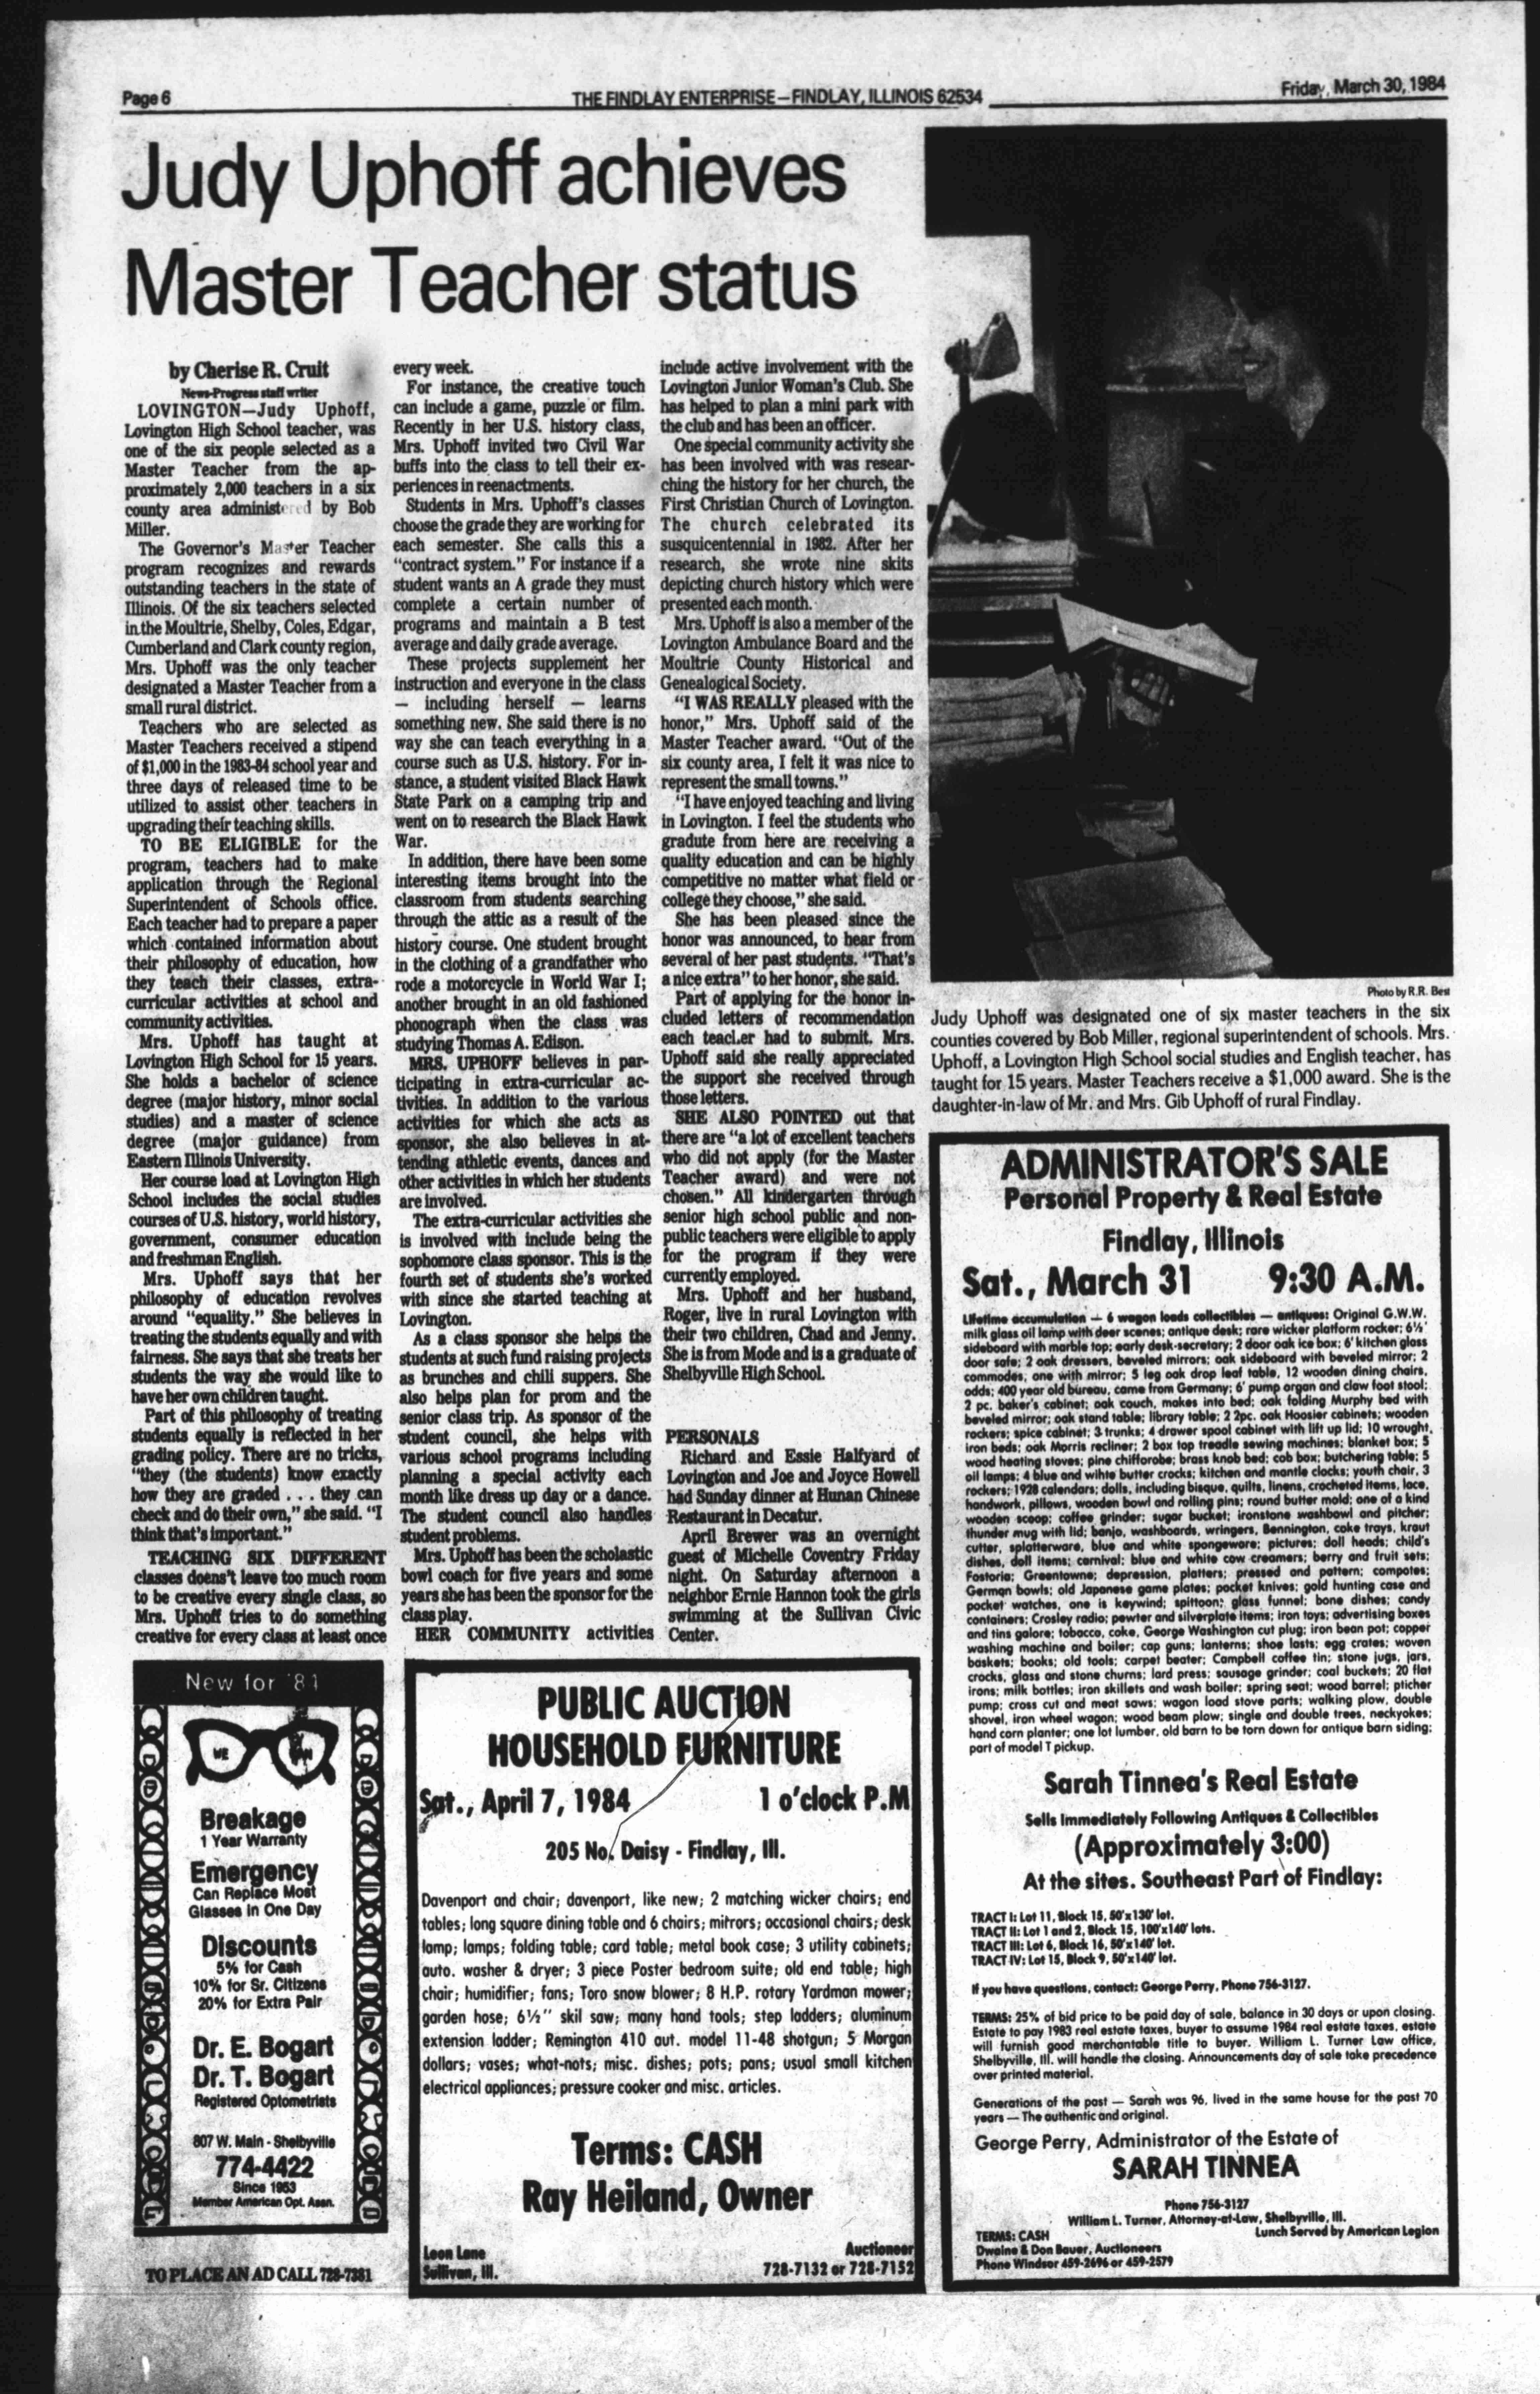 Page 6
THE FINDLAY ENTERPRISE—FINDLAY, ILLINOIS 62534
Friday, March 30, 1984
Judy Uphoff achieves
Master Teacher status
by Cherise R. Cruit
News-Progress staff writer
LOVINGTON—Judy Uphoff,
Lovington High School teacher, was
one of the six people selected as a
Master Teacher from the ap-
proximately 2,000 teachers in a six
county area administered by Bob
Miller.
The Governor's Master Teacher
program recognizes and rewards
outstanding teachers in the state of
Illinois. Of the six teachers selected
in the Moultrie, Shelby, Coles, Edgar,
Cumberland and Clark county region,
Mrs. Uphoff was the only teacher
designated a Master Teacher from a
small rural district.
Teachers who are selected as
Master Teachers received a stipend
of $1,000 in the 1983-84 school year and
three days of released time to be
utilized to assist other teachers in
upgrading their teaching skills.
TO BE ELIGIBLE for the
program, teachers had to make
application through the Regional
Superintendent of Schools office.
Each teacher had to prepare a paper
which contained information about
their philosophy of education, how
they teach their classes, extra-
curricular activities at school and
community activities.
Mrs. Uphoff has taught at
Lovington High School for 15 years.
She holds a bachelor of science
degree (major history, minor social
studies) and a master of science
degree (major guidance) from
Eastern Illinois University.
Her course load at Lovington High
School includes the social studies
courses of U.S. history, world history,
government, consumer education
and freshman English.
Mrs. Uphoff says that her
philosophy of education revolves
around "equality." She believes in
treating the students equally and with
fairness. She says that she treats her
students the way she would like to
have her own children taught.
Part of this philosophy of treating
students equally is reflected in her
grading policy. There are no tricks,
"they (the students) know exactly
how they are graded . . . they can
check and do their own," she said. "I
think that's important."
TEACHING SIX DIFFERENT
classes doens't leave too much room
to be creative every single class, so
Mrs. Uphoff tries to do something
creative for every class at least once
every week.
For instance, the creative touch
can include a game, puzzle or film.
Recently in her U.S. history class,
Mrs. Uphoff invited two Civil War
buffs into the class to tell their ex-
periences in reenactments.
Students in Mrs. Uphoff's classes
choose the grade they are working for
each semester. She calls this a
"contract system." For instance if a
student wants an A grade they must
complete a certain number of
programs and maintain a B test
average and daily grade average.
These projects supplement her
instruction and everyone in the class
— including herself — learns
something new. She said there is no
way she can teach everything in a
course such as U.S. history. For in-
stance, a student visited Black Hawk
State Park on a camping trip and
went on to research the Black Hawk
War.
In addition, there have been some
interesting items brought into the
classroom from students searching
through the attic as a result of the
history course. One student brought
in the clothing of a grandfather who
rode a motorcycle in World War I;
another brought in an old fashioned
phonograph when the class was
studying Thomas A. Edison.
MRS. UPHOFF believes in par-
ticipating in extra-curricular ac-
tivities. In addition to the various
activities for which she acts as
sponsor, she also believes in at-
tending athletic events, dances and
other activities in which her students
are involved.
The extra-curricular activities she
is involved with include being the
sophomore class sponsor. This is the
fourth set of students she's worked
with since she started teaching at
Lovington.
As a class sponsor she helps the
students at such fund raising projects
as brunches and chili suppers. She
also helps plan for prom and the
senior class trip. As sponsor of the
student council, she helps with
various school programs including
planning a special activity each
month like dress up day or a dance.
The student council also handles
student problems.
Mrs. Uphoff has been the scholastic
bowl coach for five years and some
years she has been the sponsor for the
class play.
HER COMMUNITY activities
include active involvement with the
Lovington Junior Woman's Club. She
has helped to plan a mini park with
the club and has been an officer.
One special community activity she
has been involved with was resear-
ching the history for her church, the
First Christian Church of Lovington.
The church celebrated its
susquicentennial in 1982. After her
research, she wrote nine skits
depicting church history which were
presented each month.
Mrs. Uphoff is also a member of the
Lovington Ambulance Board and the
Moultrie County Historical and
Genealogical Society.
"I WAS REALLY pleased with the
honor," Mrs. Uphoff said of the
Master Teacher award. "Out of the
six county area, I felt it was nice to
represent the small towns."
"I have enjoyed teaching and living
in Lovington. I feel the students who
gradute from here are receiving a
quality education and can be highly
competitive no matter what field or
college they choose," she said.
She has been pleased since the
honor was announced, to hear from
several of her past students. "That's
a nice extra" to her honor, she said.
Part of applying for the honor in-
cluded letters of recommendation
each teacher had to submit. Mrs.
Uphoff said she really appreciated
the support she received through
those letters.
SHE ALSO POINTED out that
there are "a lot of excellent teachers
who did not apply (for the Master
Teacher award) and were not
chosen." All kindergarten through
senior high school public and non-
public teachers were eligible to apply
for the program if they were
currently employed.
Mrs. Uphoff and her husband,
Roger, live in rural Lovington with
their two children, Chad and Jenny.
She is from Mode and is a graduate of
Shelbyville High School.
PERSONALS
Richard and Essie Halfyard of
Lovington and Joe and Joyce Howell
had Sunday dinner at Hunan Chinese
Restaurant in Decatur.
April Brewer was an overnight
guest of Michelle Coventry Friday
night. On Saturday afternoon a
neighbor Ernie Hannon took the girls
swimming at the Sullivan Civic
Center.
Photo by R.R. Best
Judy Uphoff was designated one of six master teachers in the six
counties covered by Bob Miller, regional superintendent of schools. Mrs.
Uphoff, a Lovington High School social studies and English teacher, has
taught for 15 years. Master Teachers receive a $1,000 award. She is the
daughter-in-law of Mr. and Mrs. Gib Uphoff of rural Findlay.
New for '81
WE CAN
Breakage
1 Year Warranty
Emergency
Can Replace Most
Glasses in One Day
Discounts
5% for Cash
10% for Sr. Citizens
20% for Extra Pair
Dr. E. Bogart
Dr. T. Bogart
Registered Optometrists
807 W. Main - Shelbyville
774-4422
Since 1953
Member American Opt. Assn.
TO PLACE AN AD CALL 728-7381
PUBLIC AUCTION
HOUSEHOLD FURNITURE
Sat., April 7, 1984 1 o'clock P.M
205 No. Daisy - Findlay, Ill.
Davenport and chair; davenport, like new; 2 matching wicker chairs; end
tables; long square dining table and 6 chairs; mirrors; occasional chairs; desk
lamp; lamps; folding table; card table; metal book case; 3 utility cabinets;
auto. washer & dryer; 3 piece Poster bedroom suite; old end table; high
chair; humidifier; fans; Toro snow blower; 8 H.P. rotary Yardman mower;
garden hose; 6½" skil saw; many hand tools; step ladders; aluminum
extension ladder; Remington 410 aut. model 11-48 shotgun; 5 Morgan
dollars; vases; what-nots; misc. dishes; pots; pans; usual small kitchen
electrical appliances; pressure cooker and misc. articles.
Terms: CASH
Ray Heiland, Owner
Leon Lane Auctioneer
Sullivan, Ill. 728-7132 or 728-7152
ADMINISTRATOR'S SALE
Personal Property & Real Estate
Findlay, Illinois
Sat., March 31 9:30 A.M.
Lifetime accumulation — 6 wagon loads collectibles — antiques: Original G.W.W.
milk glass oil lamp with deer scenes; antique desk; rare wicker platform rocker; 6½'
sideboard with marble top; early desk-secretary; 2 door oak ice box; 6' kitchen glass
door safe; 2 oak dressers, beveled mirrors; oak sideboard with beveled mirror; 2
commodes, one with mirror; 5 leg oak drop leaf table, 12 wooden dining chairs,
odds; 400 year old bureau, came from Germany; 6' pump organ and claw foot stool;
2 pc. baker's cabinet; oak couch, makes into bed; oak folding Murphy bed with
beveled mirror; oak stand table; library table; 2 2pc. oak Hoosier cabinets; wooden
rockers; spice cabinet; 3 trunks; 4 drawer spool cabinet with lift up lid; 10 wrought,
iron beds; oak Morris recliner; 2 box top treadle sewing machines; blanket box; 5
wood heating stoves; pine chifforobe; brass knob bed; cob box; butchering table; 5
oil lamps; 4 blue and wihte butter crocks; kitchen and mantle clocks; youth chair, 3
rockers; 1928 calendars; dolls, including bisque, quilts, linens, crocheted items, lace,
handwork, pillows, wooden bowl and rolling pins; round butter mold; one of a kind
wooden scoop; coffee grinder; sugar bucket; ironstone washbowl and pitcher;
thunder mug with lid; banjo, washboards, wringers, Bennington, coke trays, kraut
cutter, splatterware, blue and white spongeware; pictures; doll heads; child's
dishes, doll items; carnival; blue and white cow creamers; berry and fruit sets;
Fostoria; Greentowne; depression, platters; pressed and pattern; compotes;
German bowls; old Japanese game plates; pocket knives; gold hunting case and
pocket watches, one is keywind; spittoon; glass funnel; bone dishes; candy
containers; Crosley radio; pewter and silverplate items; iron toys; advertising boxes
and tins galore; tobacco, coke, George Washington cut plug; iron bean pot; copper
washing machine and boiler; cap guns; lanterns; shoe lasts; egg crates; woven
baskets; books; old tools; carpet beater; Campbell coffee tin; stone jugs, jars,
crocks, glass and stone churns; lard press; sausage grinder; coal buckets; 20 flat
irons; milk bottles; iron skillets and wash boiler; spring seat; wood barrel; pticher
pump; cross cut and meat saws; wagon load stove parts; walking plow, double
shovel, iron wheel wagon; wood beam plow; single and double trees, neckyokes;
hand corn planter; one lot lumber, old barn to be torn down for antique barn siding;
part of model T pickup.
Sarah Tinnea's Real Estate
Sells Immediately Following Antiques & Collectibles
(Approximately 3:00)
At the sites. Southeast Part of Findlay:
TRACT I: Lot 11, Block 15, 50'x130' lot.
TRACT II: Lot 1 and 2, Block 15, 100'x140' lots.
TRACT III: Lot 6, Block 16, 50'x140' lot.
TRACT IV: Lot 15, Block 9, 50'x140' lot.
If you have questions, contact: George Perry, Phone 756-3127.
TERMS: 25% of bid price to be paid day of sale, balance in 30 days or upon closing.
Estate to pay 1983 real estate taxes, buyer to assume 1984 real estate taxes, estate
will furnish good merchantable title to buyer. William L. Turner Law office,
Shelbyville, Ill. will handle the closing. Announcements day of sale take precedence
over printed material.
Generations of the past — Sarah was 96, lived in the same house for the past 70
years — The authentic and original.
George Perry, Administrator of the Estate of
SARAH TINNEA
Phone 756-3127
William L. Turner, Attorney-at-Law, Shelbyville, Ill.
TERMS: CASH Lunch Served by American Legion
Dwaine & Don Bauer, Auctioneers
Phone Windsor 459-2696 or 459-2579